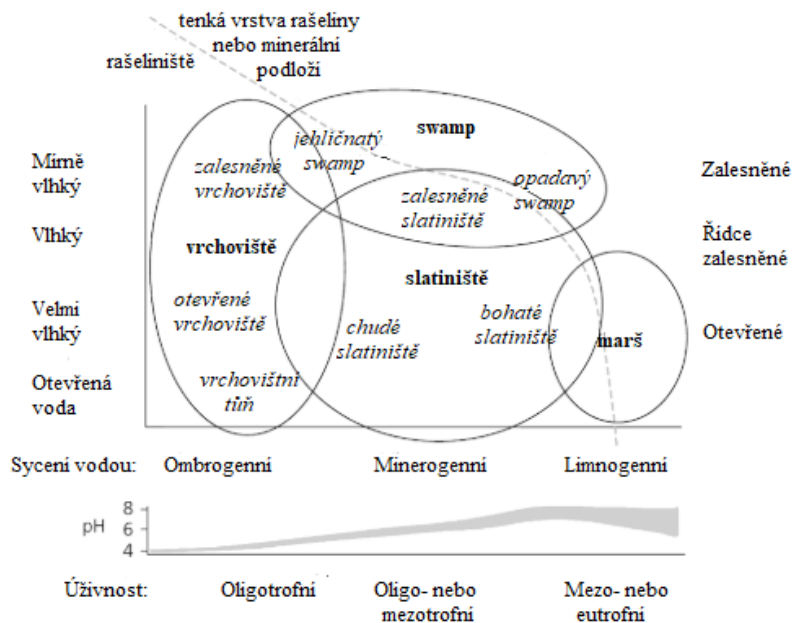 tenká vrstva rašeliny
nebo minerální
podloží
rašeliniště
swamp
jehličnatý
swamp
Mírně
vlhký
zalesněné
vrchoviště
zalesněné
slatiniště
opadavý
swamp
Zalesněné
Vlhký
vrchoviště
Řídce
zalesněné
slatiniště
Velmi
vlhký
otevřené
vrchoviště
chudé
slatiniště
bohaté
slatiniště
marš
Otevřené
Otevřená
voda
vrchovištní
tůň
Sycení vodou: Ombrogenní Minerogenní Limnogenní
pH
8
6
4
Úživnost: Oligotrofní Oligo- nebo
mezotrofní
Mezo- nebo
eutrofní